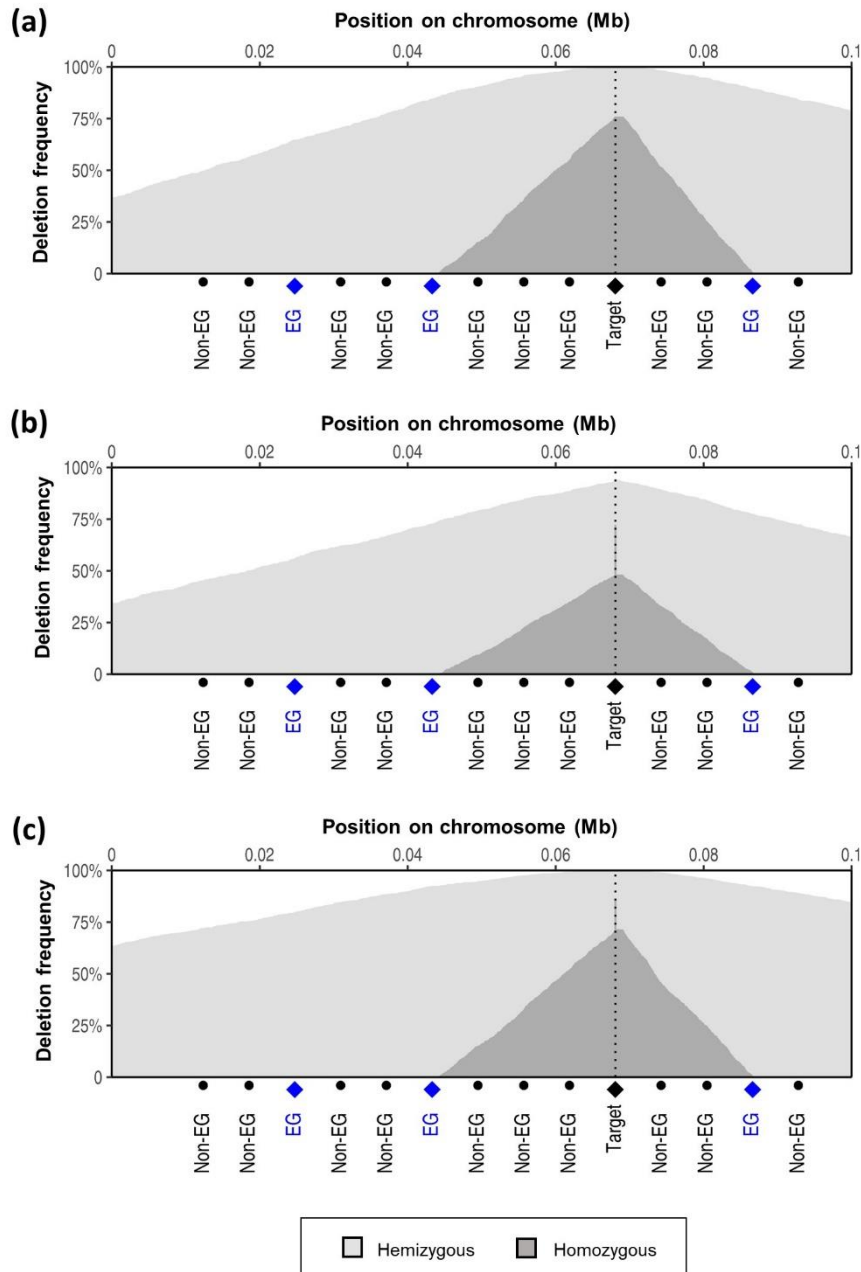 (a)
Position on chromosome (Mb)
0 0.02 0.04 0.06 0.08 0.1
Deletion frequency
100%
75%
50%
25%
0
Non-EG Non-EG EG Non-EG Non-EG EG Non-EG Non-EG Non-EG Target Non-EG Non-EG EG Non-EG
(b)
Position on chromosome (Mb)
0 0.02 0.04 0.06 0.08 0.1
Deletion frequency
100%
75%
50%
25%
0
Non-EG Non-EG EG Non-EG Non-EG EG Non-EG Non-EG Non-EG Target Non-EG Non-EG EG Non-EG
(c)
Position on chromosome (Mb)
0 0.02 0.04 0.06 0.08 0.1
Deletion frequency
100%
75%
50%
25%
0
Non-EG Non-EG EG Non-EG Non-EG EG Non-EG Non-EG Non-EG Target Non-EG Non-EG EG Non-EG
Hemizygous Homozygous